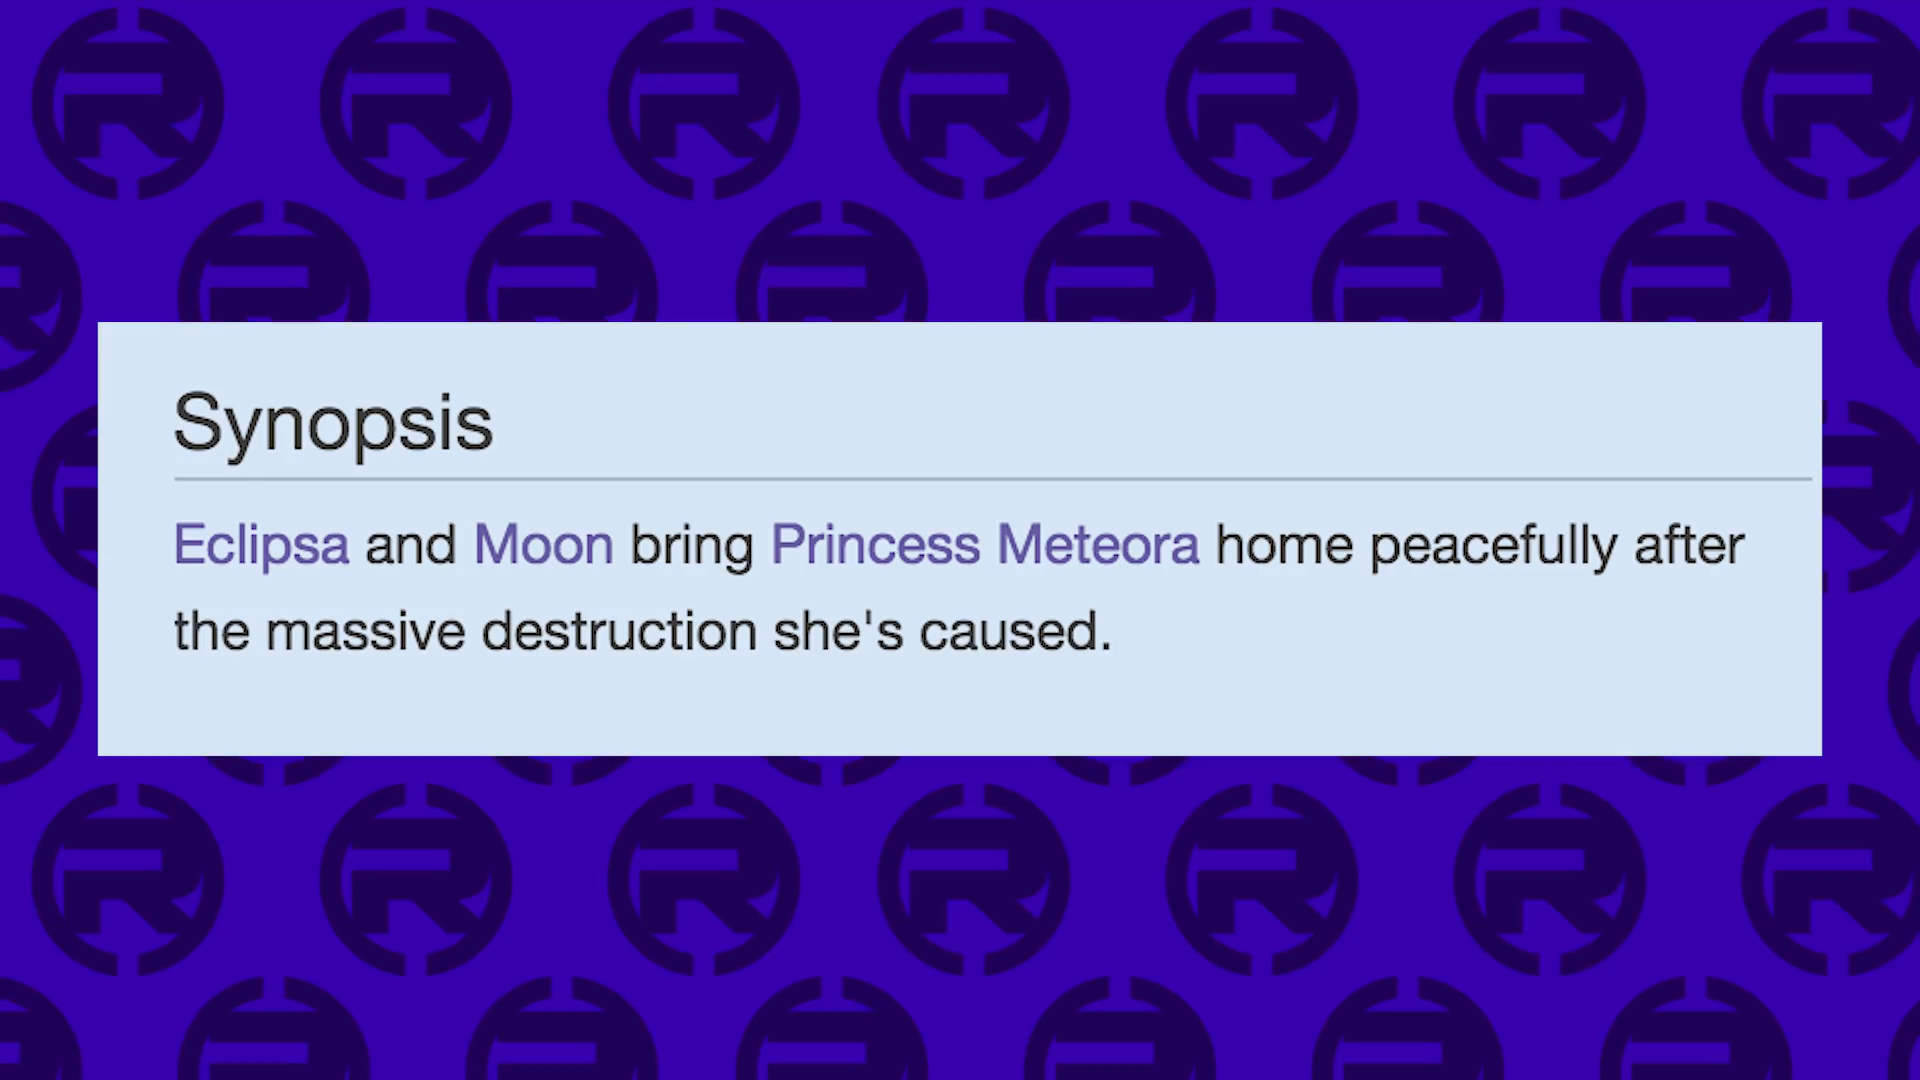 Synopsis
Eclipsa and Moon bring Princess Meteora home peacefully after
the massive destruction she's caused.